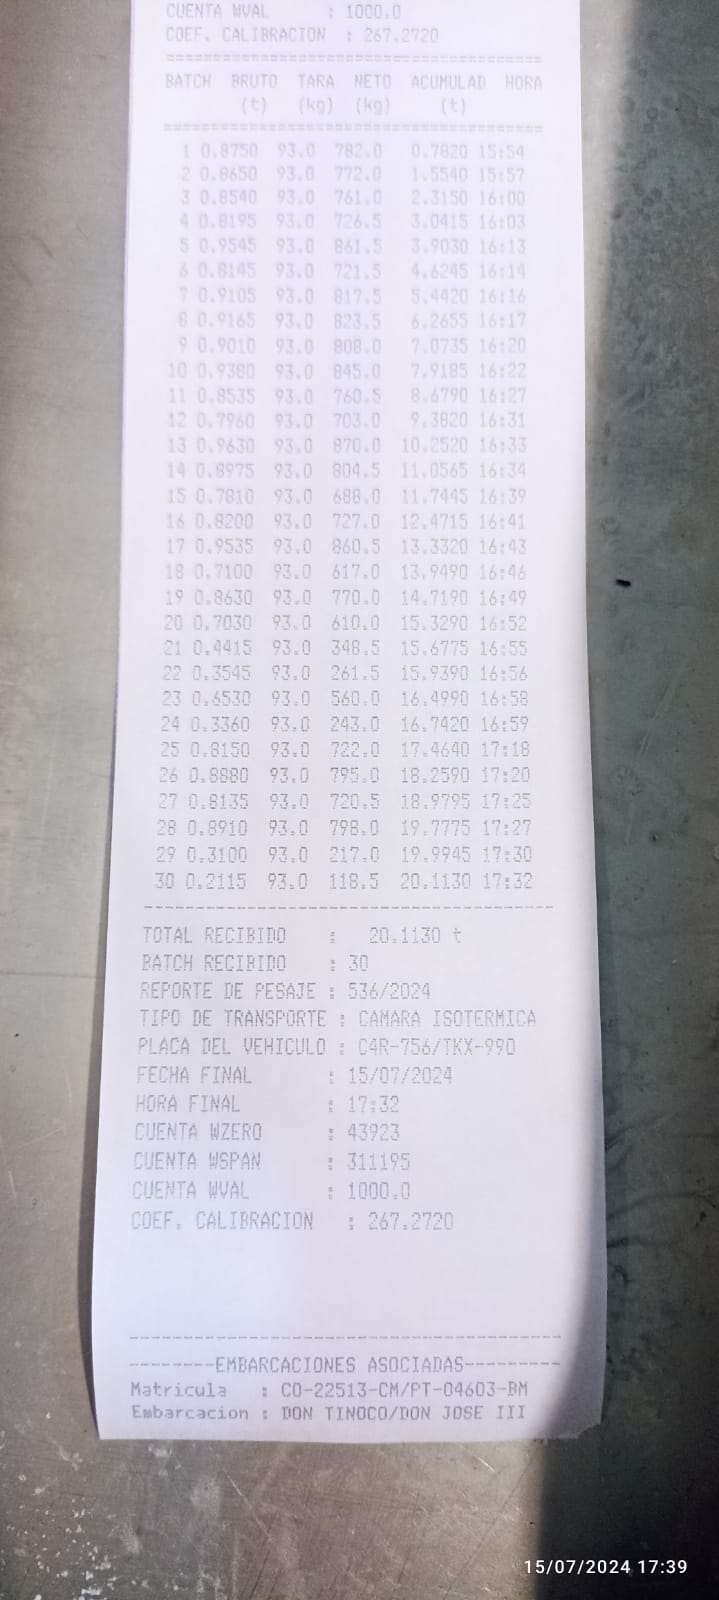 CUENTA WVAL : 1000.0
COEF. CALIBRACION : 267.2720
==========================================
BATCH BRUTO TARA NETO ACUMULAD HORA
(t) (kg) (kg) (t)
==========================================
1 0.8750 93.0 782.0 0.7820 15:54
2 0.8650 93.0 772.0 1.5540 15:57
3 0.8540 93.0 761.0 2.3150 16:00
4 0.8195 93.0 726.5 3.0415 16:03
5 0.9545 93.0 861.5 3.9030 16:13
6 0.8145 93.0 721.5 4.6245 16:14
7 0.9105 93.0 817.5 5.4420 16:16
8 0.9165 93.0 823.5 6.2655 16:17
9 0.9010 93.0 808.0 7.0735 16:20
10 0.9380 93.0 845.0 7.9185 16:22
11 0.8535 93.0 760.5 8.6790 16:27
12 0.7960 93.0 703.0 9.3820 16:31
13 0.9630 93.0 870.0 10.2520 16:33
14 0.8975 93.0 804.5 11.0565 16:34
15 0.7810 93.0 688.0 11.7445 16:39
16 0.8200 93.0 727.0 12.4715 16:41
17 0.9535 93.0 860.5 13.3320 16:43
18 0.7100 93.0 617.0 13.9490 16:46
19 0.8630 93.0 770.0 14.7190 16:49
20 0.7030 93.0 610.0 15.3290 16:52
21 0.4415 93.0 348.5 15.6775 16:55
22 0.3545 93.0 261.5 15.9390 16:56
23 0.6530 93.0 560.0 16.4990 16:58
24 0.3360 93.0 243.0 16.7420 16:59
25 0.8150 93.0 722.0 17.4640 17:18
26 0.8880 93.0 795.0 18.2590 17:20
27 0.8135 93.0 720.5 18.9795 17:25
28 0.8910 93.0 798.0 19.7775 17:27
29 0.3100 93.0 217.0 19.9945 17:30
30 0.2115 93.0 118.5 20.1130 17:32
------------------------------------------
TOTAL RECIBIDO : 20.1130 t
BATCH RECIBIDO : 30
REPORTE DE PESAJE : 536/2024
TIPO DE TRANSPORTE : CAMARA ISOTERMICA
PLACA DEL VEHICULO : C4R-756/TKX-990
FECHA FINAL : 15/07/2024
HORA FINAL : 17:32
CUENTA WZERO : 43923
CUENTA WSPAN : 311195
CUENTA WVAL : 1000.0
COEF. CALIBRACION : 267.2720
------------------------------------------
--------EMBARCACIONES ASOCIADAS---------
Matricula : CO-22513-CM/PT-04603-BM
Embarcacion : DON TINOCO/DON JOSE III
15/07/2024 17:39